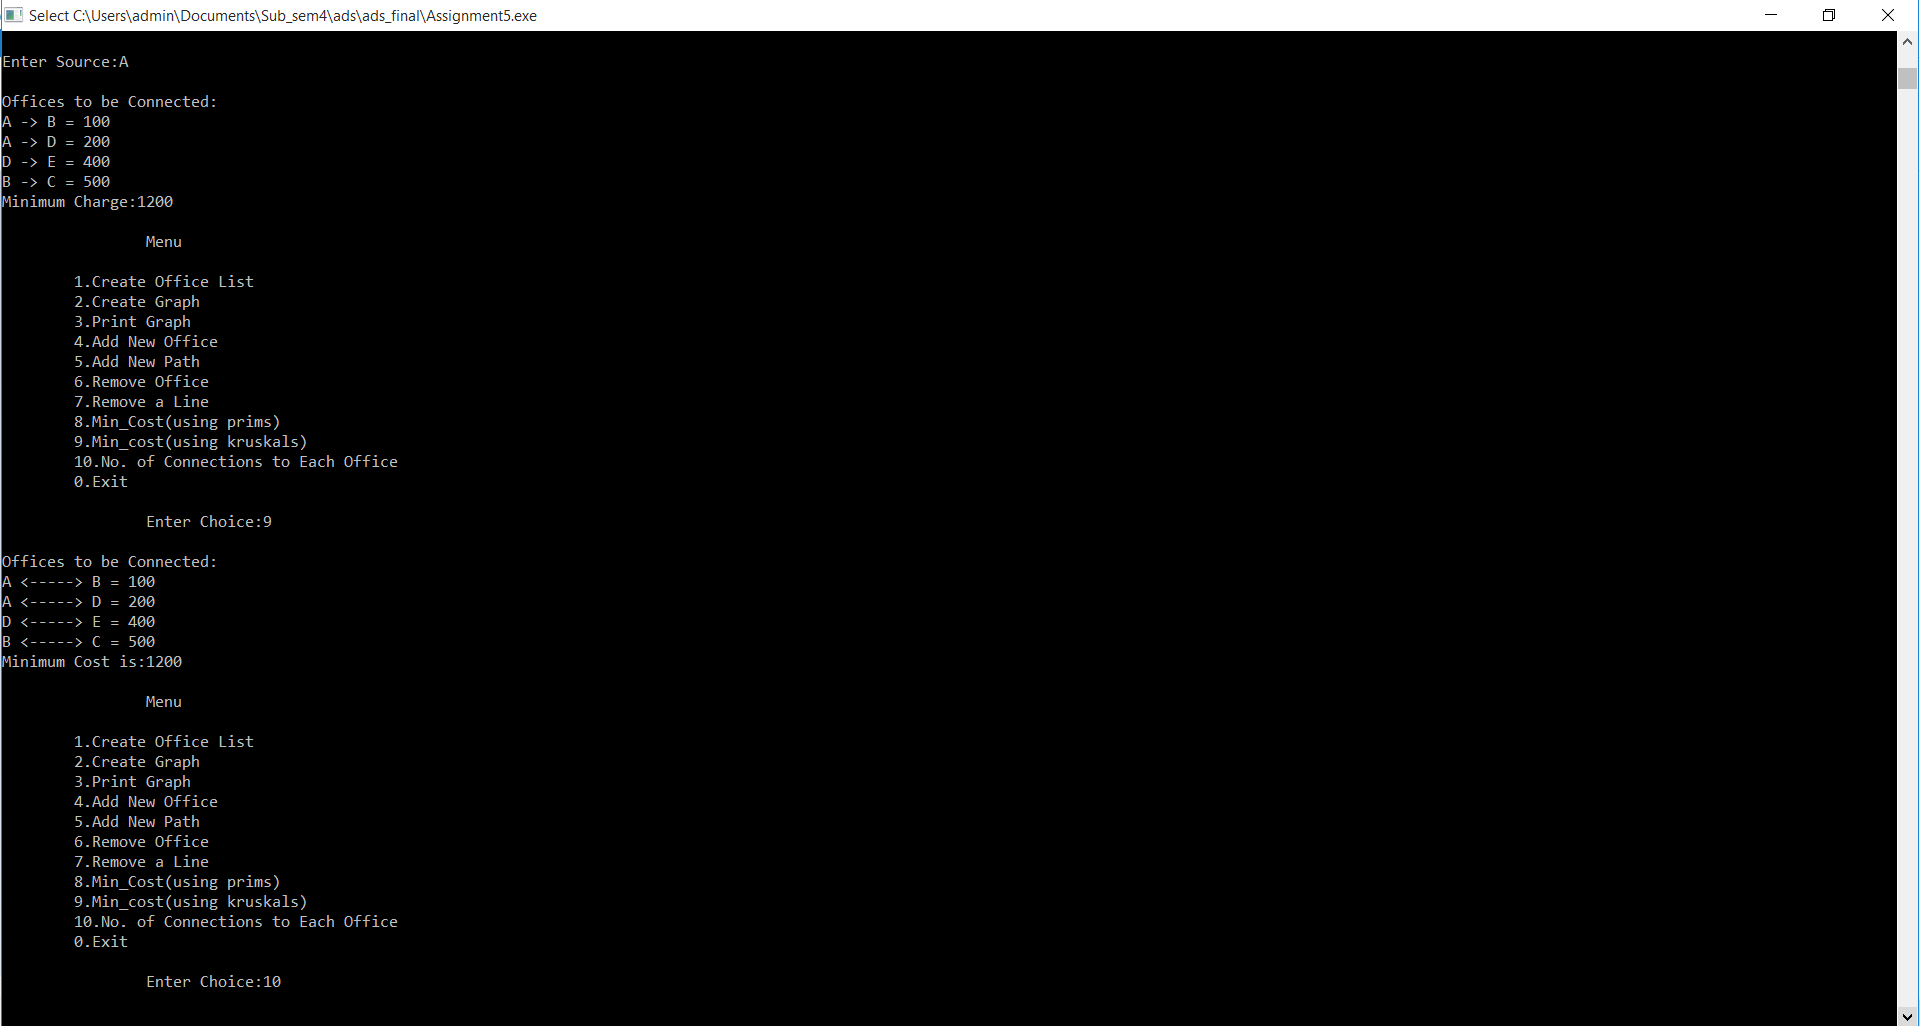 Select C:\Users\admin\Documents\Sub_sem4\ads\ads_final\Assignment5.exe
Enter Source:A
Offices to be Connected:
A -> B = 100
A -> D = 200
D -> E = 400
B -> C = 500
Minimum Charge:1200
Menu
1.Create Office List
2.Create Graph
3.Print Graph
4.Add New Office
5.Add New Path
6.Remove Office
7.Remove a Line
8.Min_Cost(using prims)
9.Min_cost(using kruskals)
10.No. of Connections to Each Office
0.Exit
Enter Choice:9
Offices to be Connected:
A <-----> B = 100
A <-----> D = 200
D <-----> E = 400
B <-----> C = 500
Minimum Cost is:1200
Menu
1.Create Office List
2.Create Graph
3.Print Graph
4.Add New Office
5.Add New Path
6.Remove Office
7.Remove a Line
8.Min_Cost(using prims)
9.Min_cost(using kruskals)
10.No. of Connections to Each Office
0.Exit
Enter Choice:10